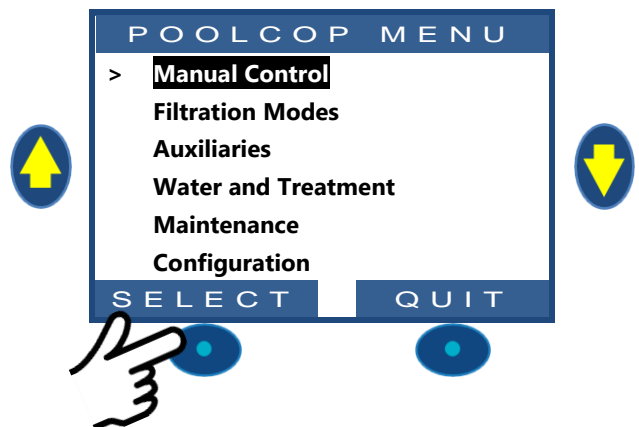 POOLCOP MENU
> Manual Control
Filtration Modes
Auxiliaries
Water and Treatment
Maintenance
Configuration
SELECT QUIT